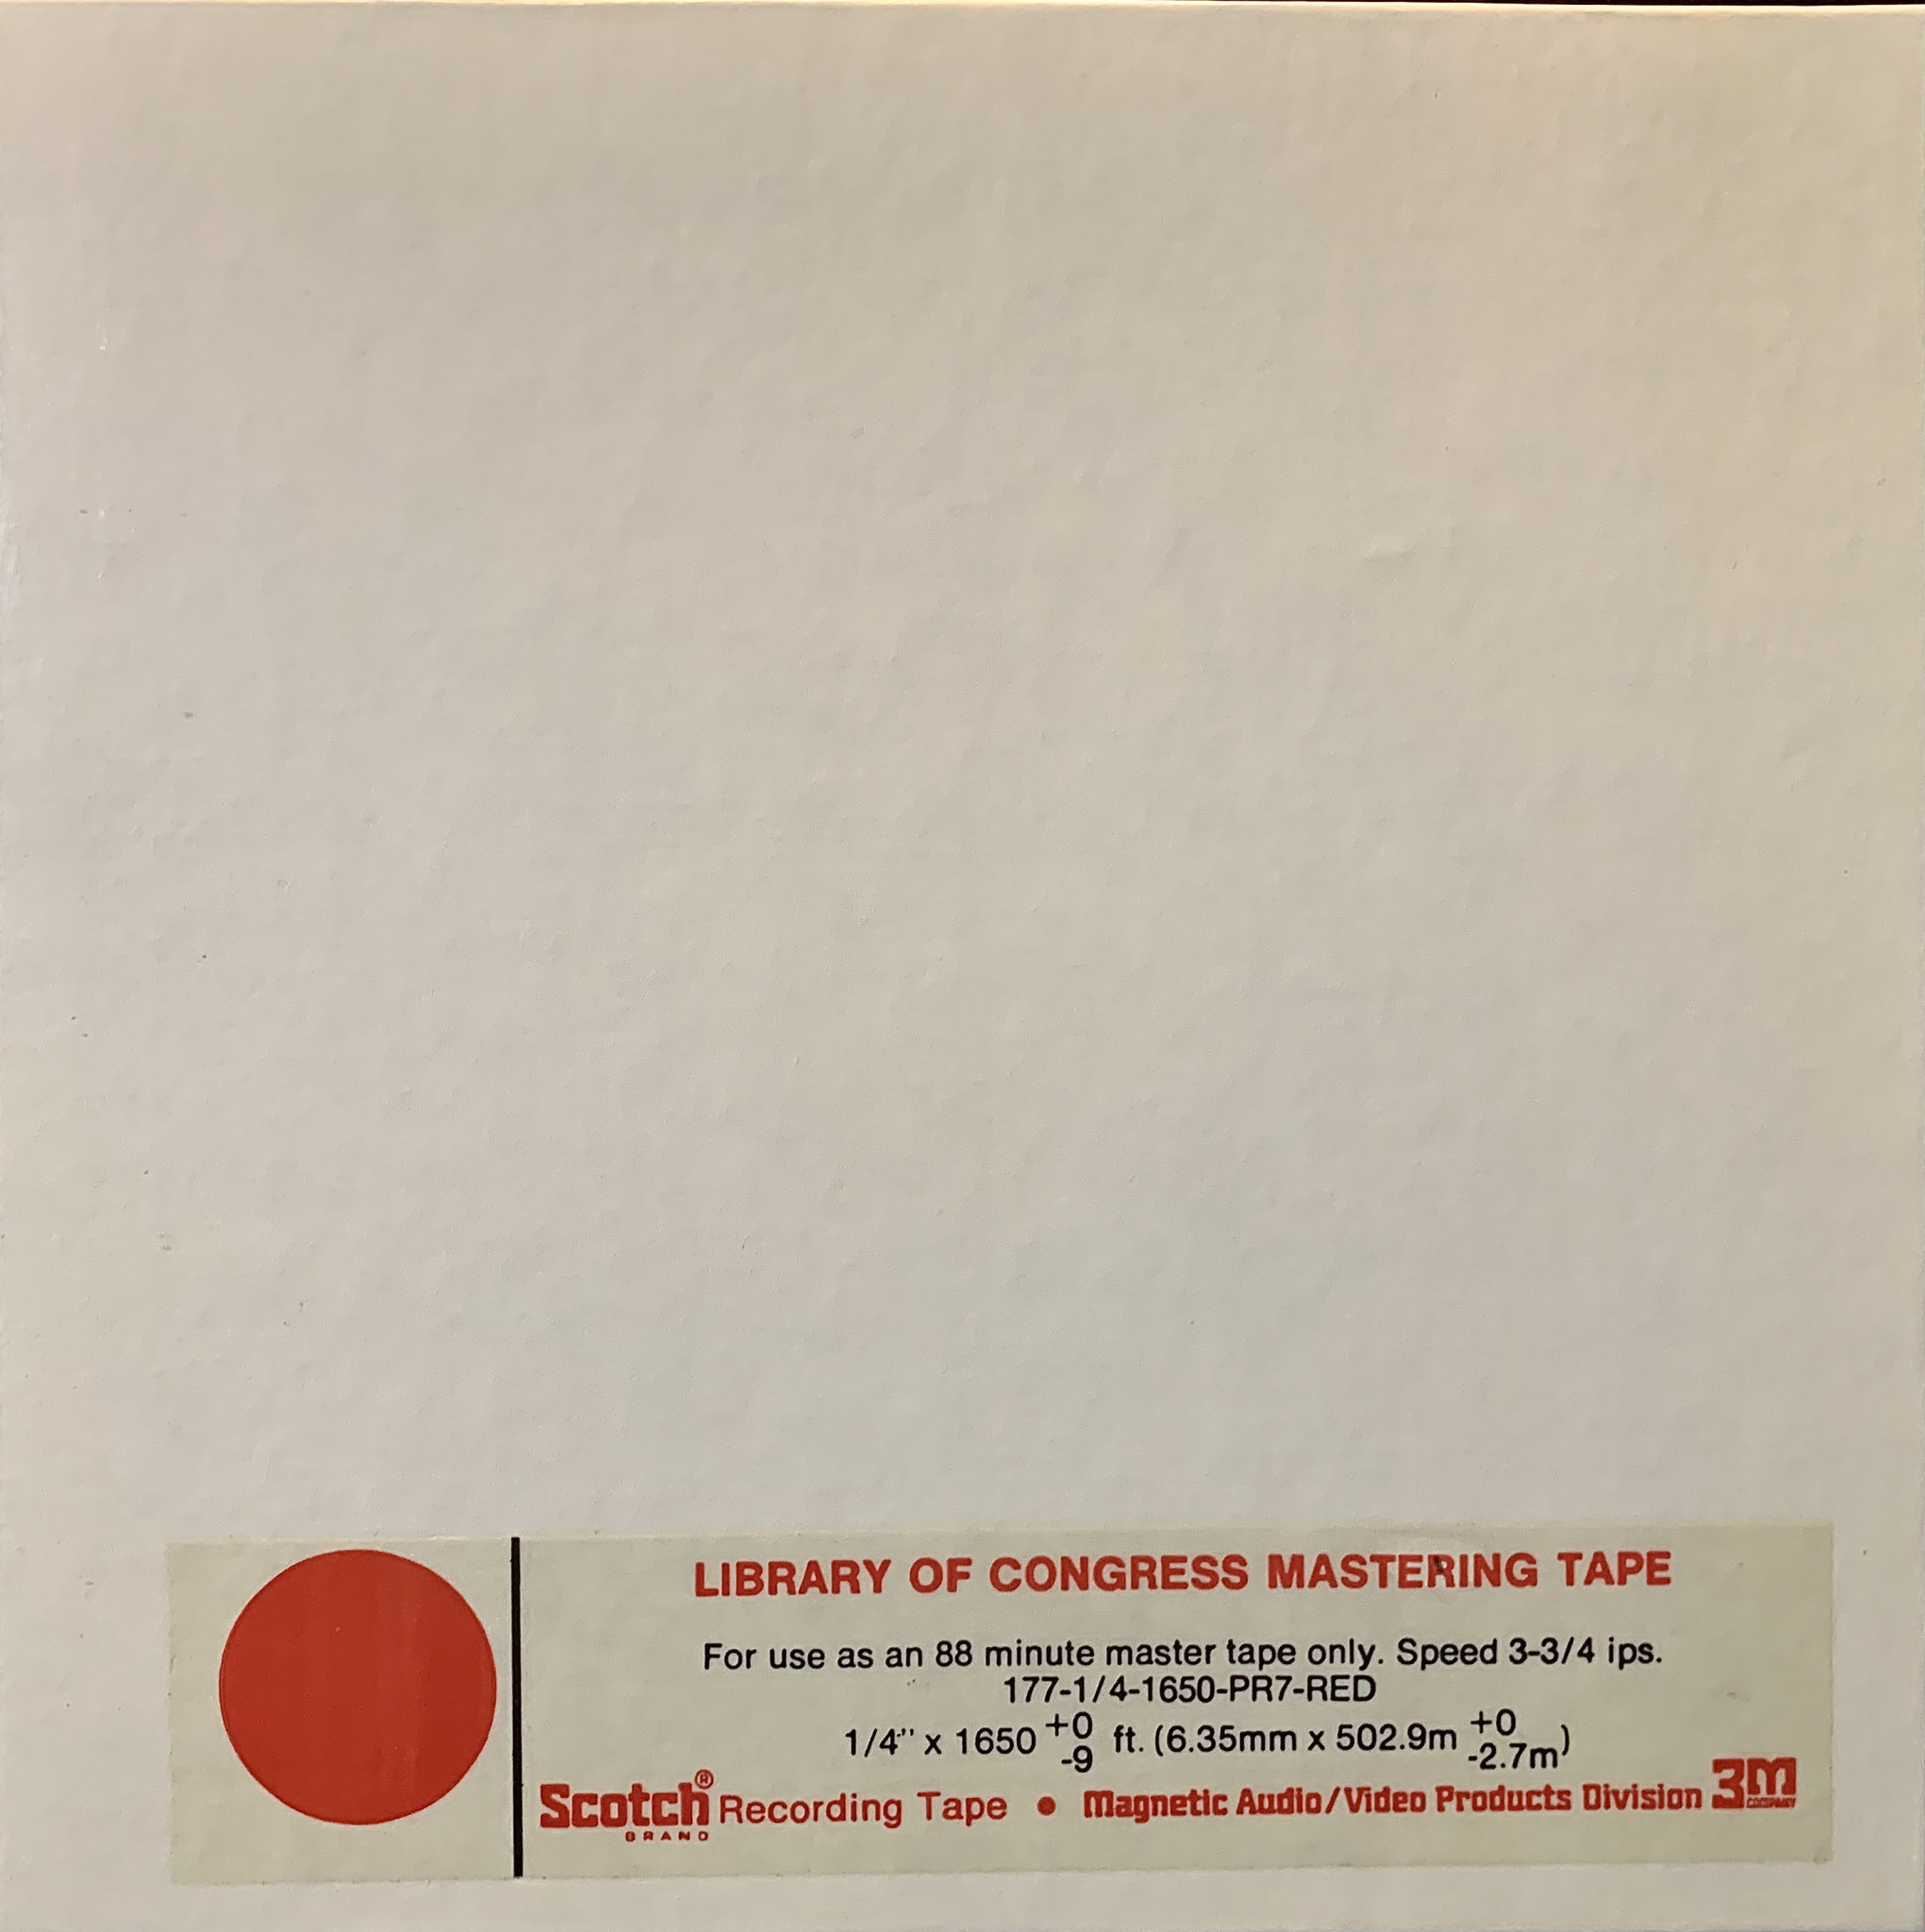 LIBRARY OF CONGRESS MASTERING TAPE
For use as an 88 minute master tape only. Speed 3-3/4 ips.
177-1/4-1650-PR7-RED
1/4" x 1650 +0 -9 ft. (6.35mm x 502.9m +0 -2.7m)
Scotch® BRAND Recording Tape • Magnetic Audio/Video Products Division 3M COMPANY